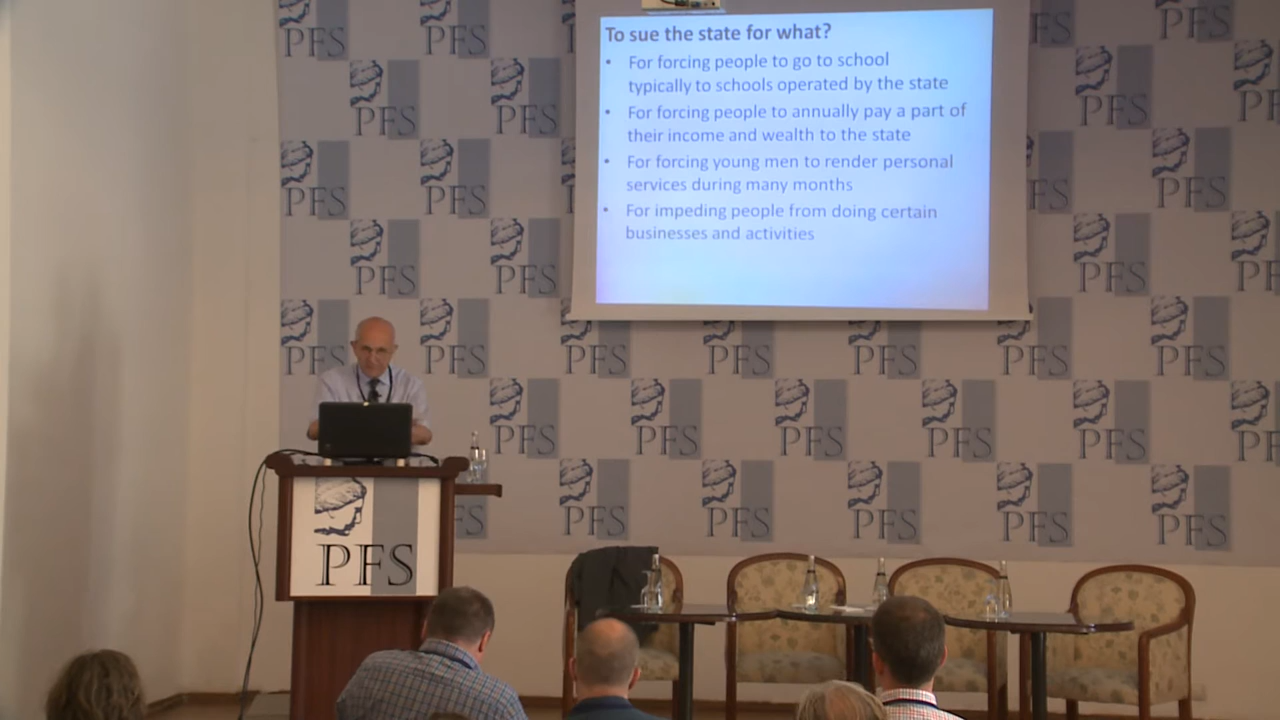 To sue the state for what?
• For forcing people to go to school
typically to schools operated by the state
• For forcing people to annually pay a part of
their income and wealth to the state
• For forcing young men to render personal
services during many months
• For impeding people from doing certain
businesses and activities
PFS